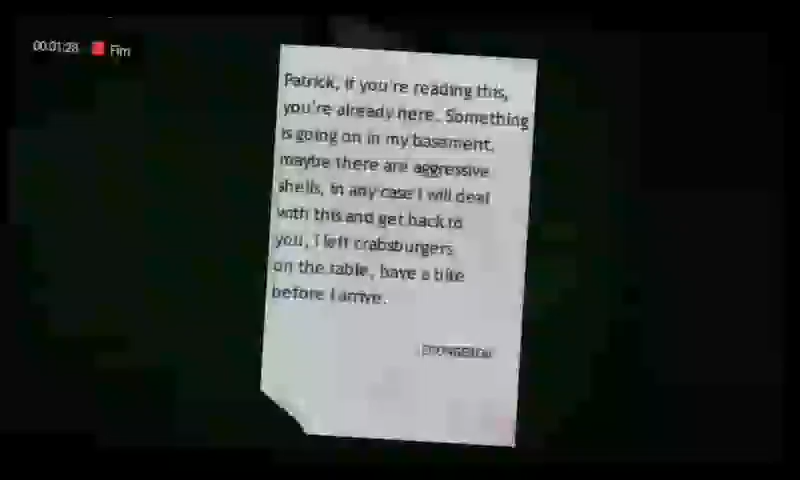 00:01:28 Fim
Patrick, if you're reading this,
you're already here. Something
is going on in my basement,
maybe there are aggressive
shells, in any case I will deal
with this and get back to
you, I left crabsburgers
on the table, have a bite
before I arrive.